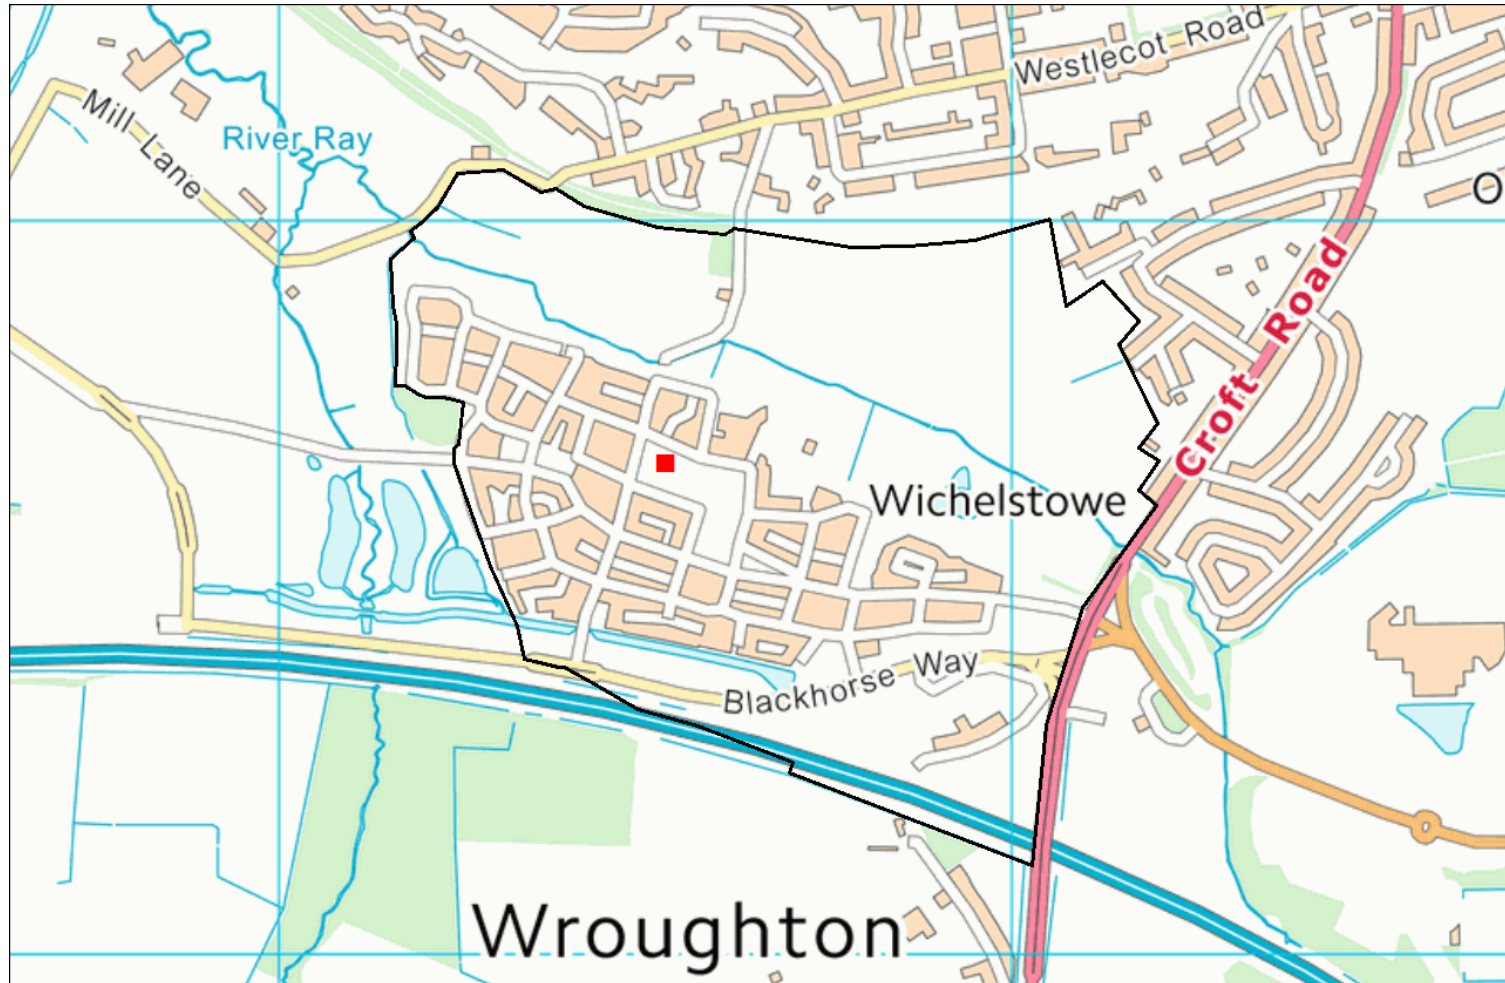 Westlecot Road
Mill Lane
River Ray
O
Croft Road
Wichelstowe
Blackhorse Way
Wroughton